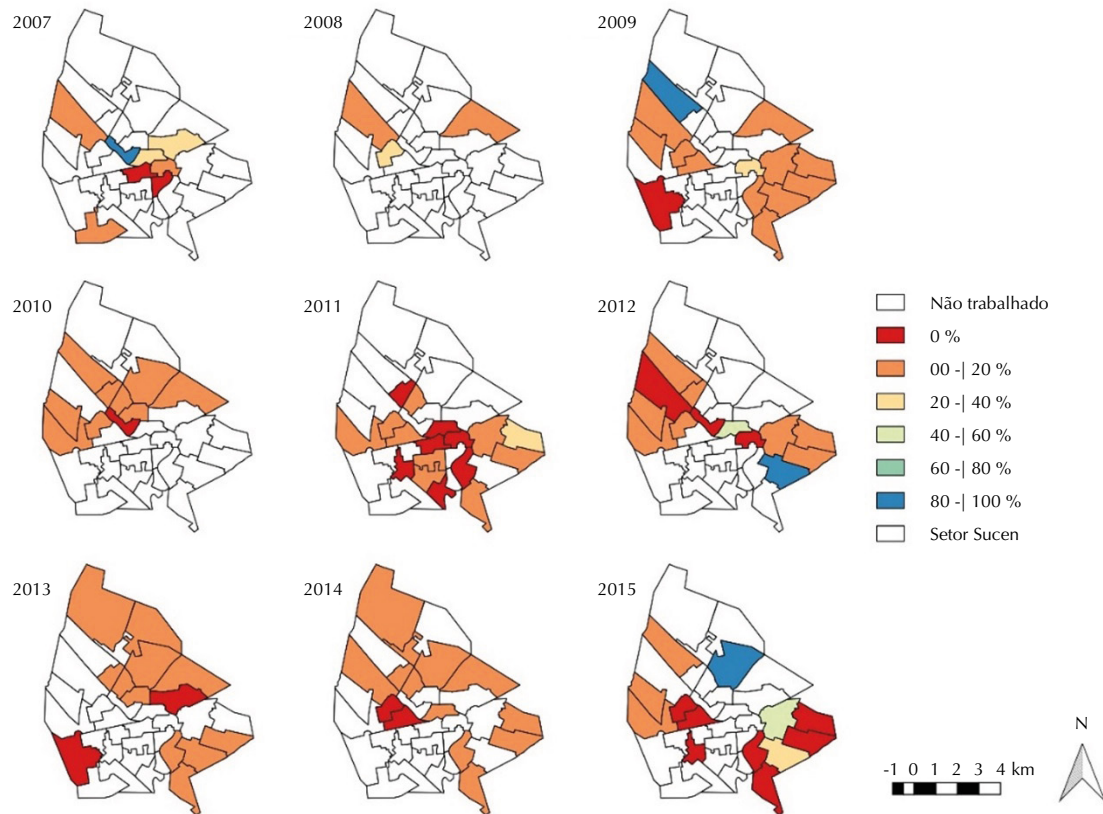 2007
2008
2009
2010
2011
2012
Não trabalhado
0 %
00 -| 20 %
20 -| 40 %
40 -| 60 %
60 -| 80 %
80 -| 100 %
Setor Sucen
2013
2014
2015
N
-1 0 1 2 3 4 km